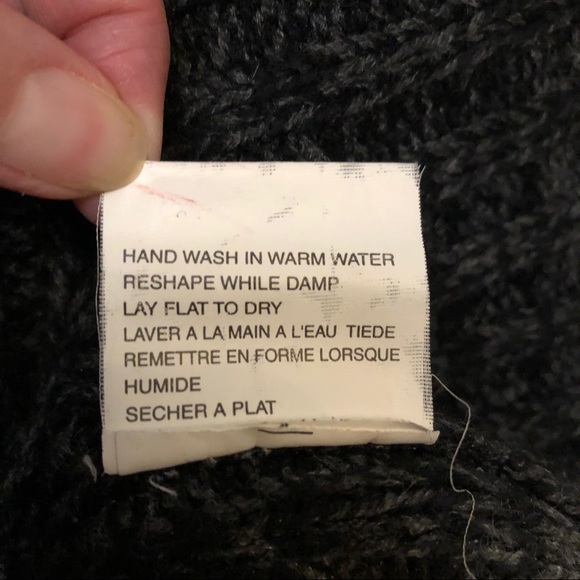 HAND WASH IN WARM WATER
RESHAPE WHILE DAMP
LAY FLAT TO DRY
LAVER A LA MAIN A L'EAU TIEDE
REMETTRE EN FORME LORSQUE
HUMIDE
SECHER A PLAT